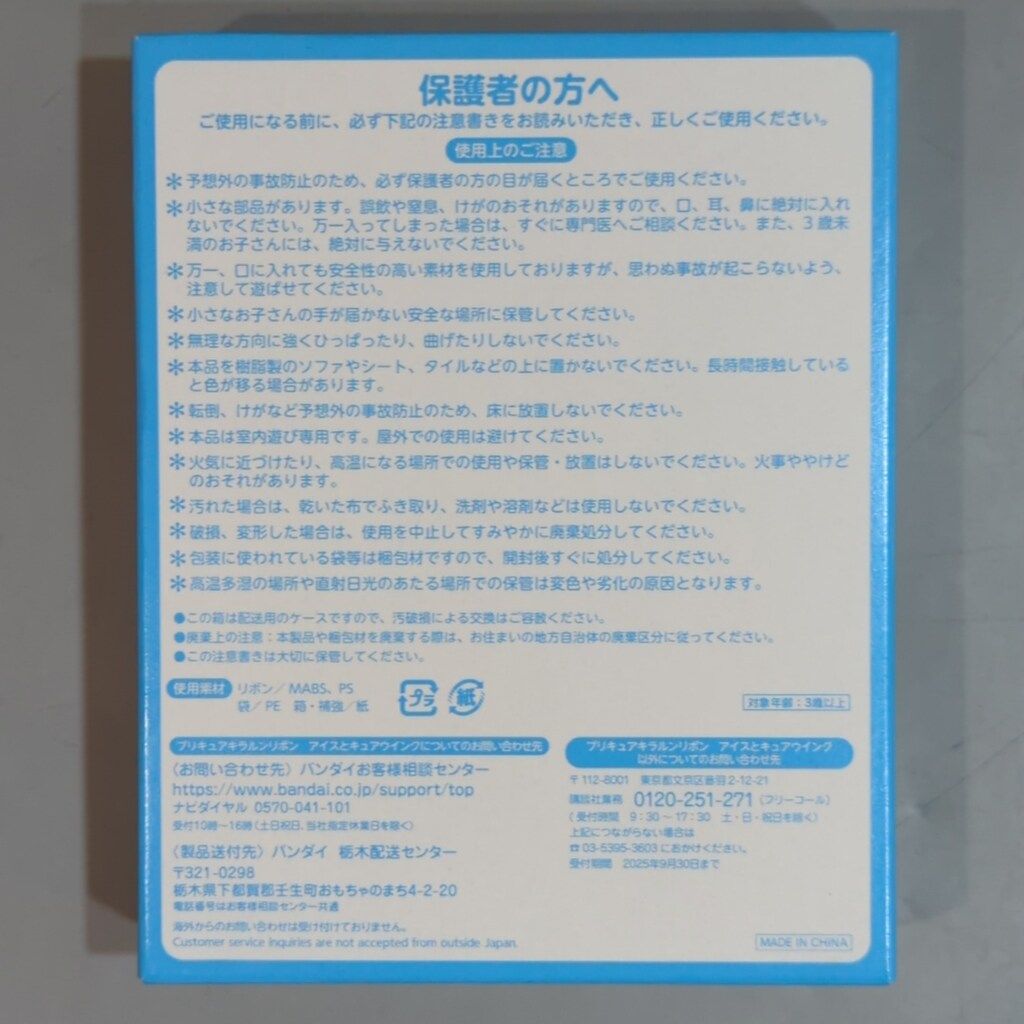 保護者の方へ
ご使用になる前に、必ず下記の注意書きをお読みいただき、正しくご使用ください。
使用上のご注意
＊予想外の事故防止のため、必ず保護者の方の目が届くところでご使用ください。
＊小さな部品があります。誤飲や窒息、けがのおそれがありますので、口、耳、鼻に絶対に入れ
ないでください。万一入ってしまった場合は、すぐに専門医へご相談ください。また、3歳未
満のお子さんには、絶対に与えないでください。
＊万一、口に入れても安全性の高い素材を使用しておりますが、思わぬ事故が起こらないよう、
注意して遊ばせてください。
＊小さなお子さんの手が届かない安全な場所に保管してください。
＊無理な方向に強くひっぱったり、曲げたりしないでください。
＊本品を樹脂製のソファやシート、タイルなどの上に置かないでください。長時間接触している
と色が移る場合があります。
＊転倒、けがなど予想外の事故防止のため、床に放置しないでください。
＊本品は室内遊び専用です。屋外での使用は避けてください。
＊火気に近づけたり、高温になる場所での使用や保管・放置はしないでください。火事ややけど
のおそれがあります。
＊汚れた場合は、乾いた布でふき取り、洗剤や溶剤などは使用しないでください。
＊破損、変形した場合は、使用を中止してすみやかに廃棄処分してください。
＊包装に使われている袋等は梱包材ですので、開封後すぐに処分してください。
＊高温多湿の場所や直射日光のあたる場所での保管は変色や劣化の原因となります。
●この箱は配送用のケースですので、汚破損による交換はご容赦ください。
●廃棄上の注意：本製品や梱包材を廃棄する際は、お住まいの地方自治体の廃棄区分に従ってください。
●この注意書きは大切に保管してください。
使用素材 リボン／MABS、PS
袋／PE 箱・補強／紙
プラ 紙
対象年齢：3歳以上
プリキュアキラルンリボン アイスとキュアウインクについてのお問い合わせ先
〈お問い合わせ先〉バンダイお客様相談センター
https://www.bandai.co.jp/support/top
ナビダイヤル 0570-041-101
受付10時～16時（土日祝日、当社指定休業日を除く）
〈製品送付先〉バンダイ 栃木配送センター
〒321-0298
栃木県下都賀郡壬生町おもちゃのまち4-2-20
電話番号はお客様相談センター共通
海外からのお問い合わせは受け付けておりません。
Customer service inquiries are not accepted from outside Japan.
プリキュアキラルンリボン アイスとキュアウインク
以外についてのお問い合わせ先
〒112-8001 東京都文京区音羽2-12-21
講談社業務 0120-251-271（フリーコール）
（受付時間 9：30～17：30 土・日・祝日を除く）
上記につながらない場合は
☎03-5395-3603 におかけください。
受付期間 2025年9月30日まで
MADE IN CHINA